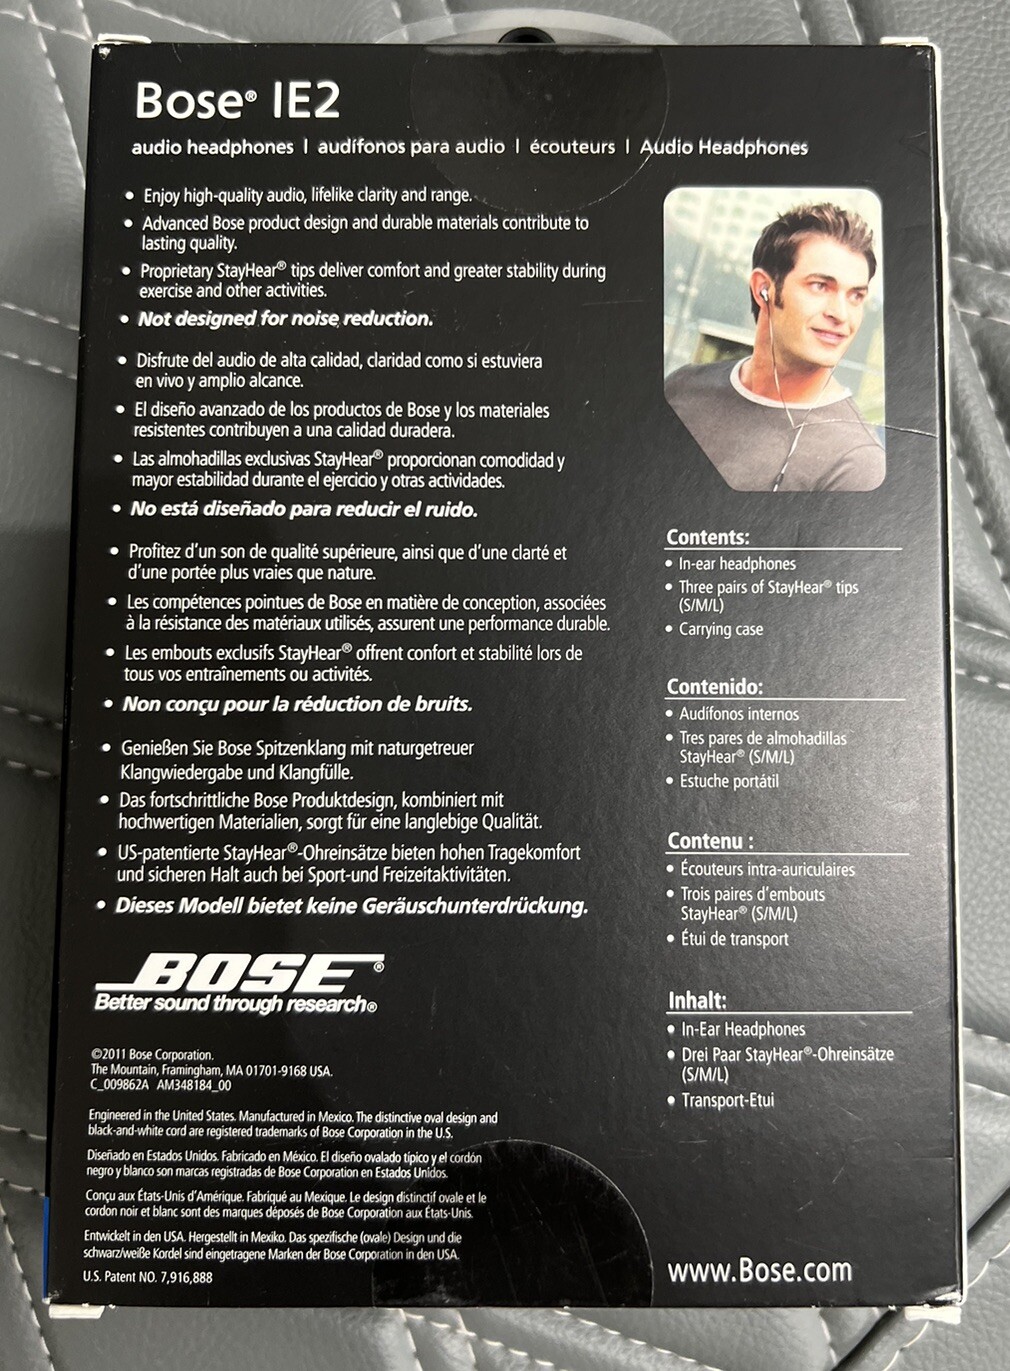 Bose® IE2
audio headphones | audífonos para audio | écouteurs | Audio Headphones
• Enjoy high-quality audio, lifelike clarity and range.
• Advanced Bose product design and durable materials contribute to
lasting quality.
• Proprietary StayHear® tips deliver comfort and greater stability during
exercise and other activities.
• Not designed for noise reduction.
• Disfrute del audio de alta calidad, claridad como si estuviera
en vivo y amplio alcance.
• El diseño avanzado de los productos de Bose y los materiales
resistentes contribuyen a una calidad duradera.
• Las almohadillas exclusivas StayHear® proporcionan comodidad y
mayor estabilidad durante el ejercicio y otras actividades.
• No está diseñado para reducir el ruido.
• Profitez d'un son de qualité supérieure, ainsi que d'une clarté et
d'une portée plus vraies que nature.
• Les compétences pointues de Bose en matière de conception, associées
à la résistance des matériaux utilisés, assurent une performance durable.
• Les embouts exclusifs StayHear® offrent confort et stabilité lors de
tous vos entraînements ou activités.
• Non conçu pour la réduction de bruits.
• Genießen Sie Bose Spitzenklang mit naturgetreuer
Klangwiedergabe und Klangfülle.
• Das fortschrittliche Bose Produktdesign, kombiniert mit
hochwertigen Materialien, sorgt für eine langlebige Qualität.
• US-patentierte StayHear®-Ohreinsätze bieten hohen Tragekomfort
und sicheren Halt auch bei Sport-und Freizeitaktivitäten.
• Dieses Modell bietet keine Geräuschunterdrückung.
BOSE®
Better sound through research®
©2011 Bose Corporation.
The Mountain, Framingham, MA 01701-9168 USA.
C_009862A AM348184_00
Engineered in the United States. Manufactured in Mexico. The distinctive oval design and
black-and-white cord are registered trademarks of Bose Corporation in the U.S.
Diseñado en Estados Unidos. Fabricado en México. El diseño ovalado típico y el cordón
negro y blanco son marcas registradas de Bose Corporation en Estados Unidos.
Conçu aux États-Unis d'Amérique. Fabriqué au Mexique. Le design distinctif ovale et le
cordon noir et blanc sont des marques déposés de Bose Corporation aux États-Unis.
Entwickelt in den USA. Hergestellt in Mexiko. Das spezifische (ovale) Design und die
schwarz/weiße Kordel sind eingetragene Marken der Bose Corporation in den USA.
U.S. Patent NO. 7,916,888
Contents:
• In-ear headphones
• Three pairs of StayHear® tips
(S/M/L)
• Carrying case
Contenido:
• Audífonos internos
• Tres pares de almohadillas
StayHear® (S/M/L)
• Estuche portátil
Contenu :
• Écouteurs intra-auriculaires
• Trois paires d'embouts
StayHear® (S/M/L)
• Étui de transport
Inhalt:
• In-Ear Headphones
• Drei Paar StayHear®-Ohreinsätze
(S/M/L)
• Transport-Etui
www.Bose.com